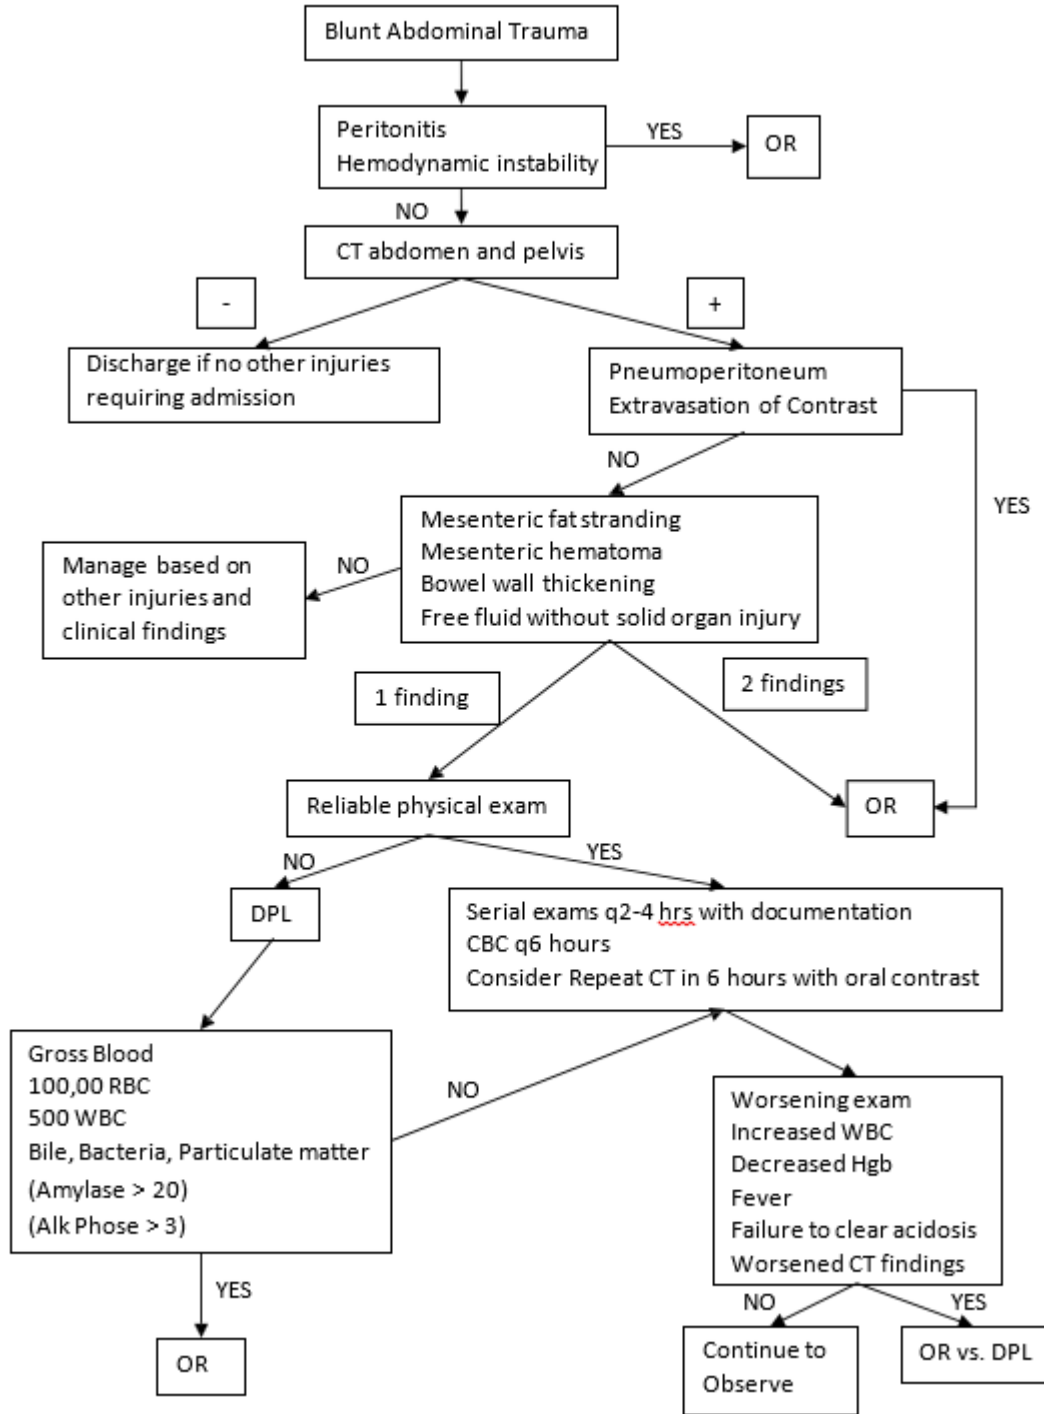 Blunt Abdominal Trauma
Peritonitis
Hemodynamic instability
YES
OR
NO
CT abdomen and pelvis
-
+
Discharge if no other injuries
requiring admission
Pneumoperitoneum
Extravasation of Contrast
NO
YES
Mesenteric fat stranding
Mesenteric hematoma
Bowel wall thickening
Free fluid without solid organ injury
NO
Manage based on
other injuries and
clinical findings
1 finding
2 findings
Reliable physical exam
OR
NO
YES
DPL
Serial exams q2-4 hrs with documentation
CBC q6 hours
Consider Repeat CT in 6 hours with oral contrast
Gross Blood
100,00 RBC
500 WBC
Bile, Bacteria, Particulate matter
(Amylase > 20)
(Alk Phose > 3)
NO
Worsening exam
Increased WBC
Decreased Hgb
Fever
Failure to clear acidosis
Worsened CT findings
YES
OR
NO
YES
Continue to
Observe
OR vs. DPL